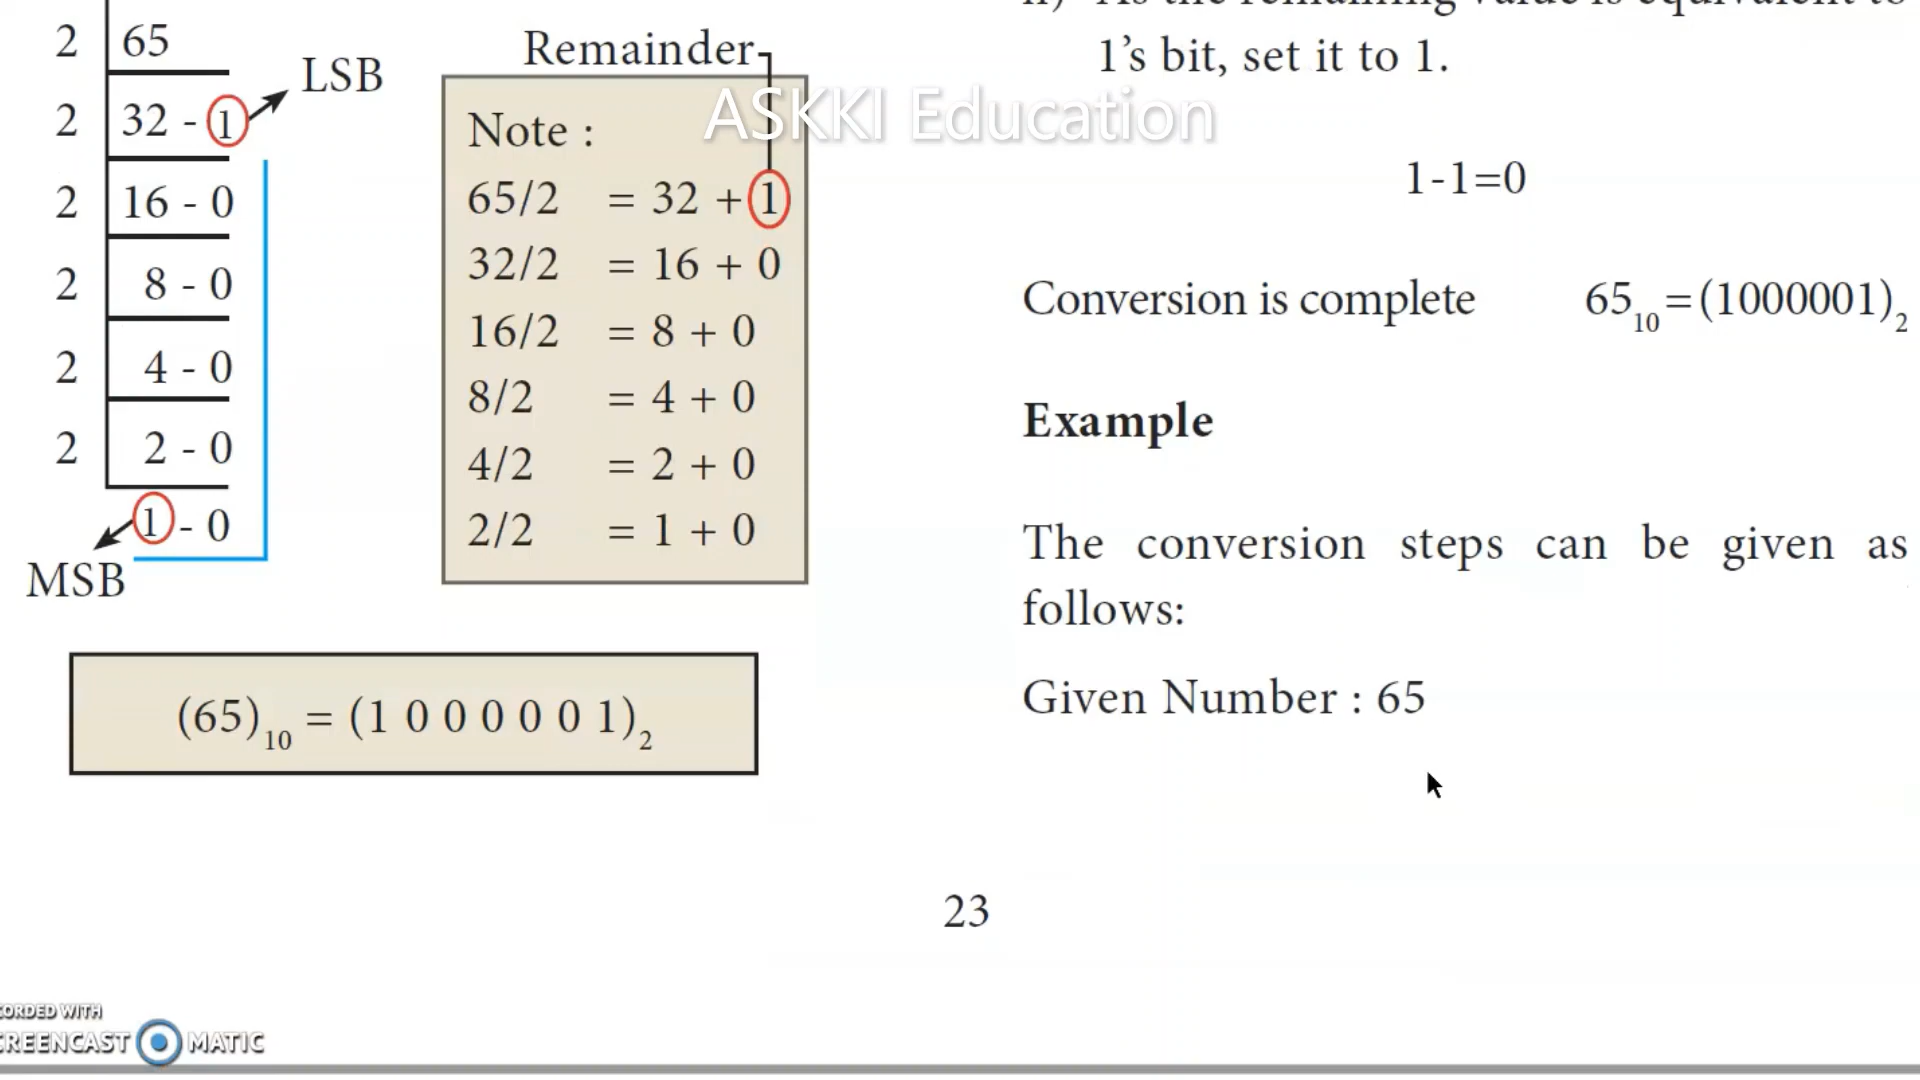 2 65
2 32 - 1
LSB
2 16 - 0
2 8 - 0
2 4 - 0
2 2 - 0
1 - 0
MSB
Remainder
Note :
65/2 = 32 + 1
32/2 = 16 + 0
16/2 = 8 + 0
8/2 = 4 + 0
4/2 = 2 + 0
2/2 = 1 + 0
(65)10 = (1 0 0 0 0 0 1)2
ASKKI Education
1's bit, set it to 1.
1-1=0
Conversion is complete 6510=(1000001)2
Example
The conversion steps can be given as
follows:
Given Number : 65
23
MATIC